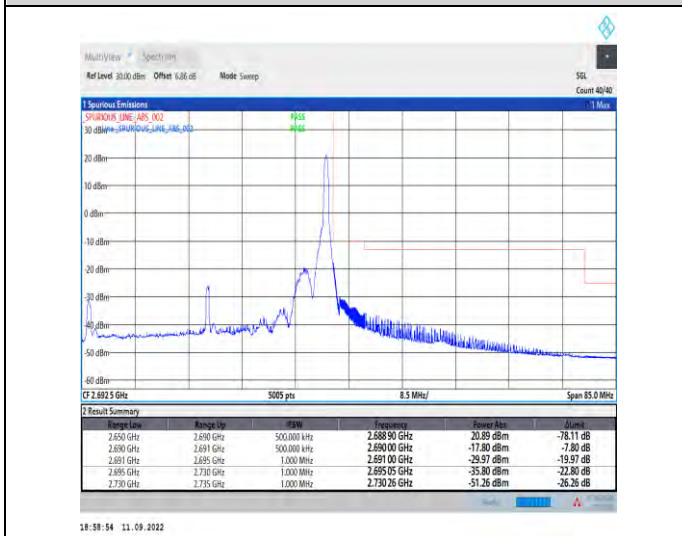 MultiView Spectrum
Ref Level 30.00 dBm Offset 6.86 dB Mode Sweep SGL
Count 40/40
1 Spurious Emissions 1 Max
_SPURIOUS_LINE_ABS_002 PASS
30 dBm Line _SPURIOUS_LINE_ABS_002 PASS
20 dBm
10 dBm
0 dBm
-10 dBm
-20 dBm
-30 dBm
-40 dBm
-50 dBm
-60 dBm
CF 2.6925 GHz 5005 pts 8.5 MHz/ Span 85.0 MHz
2 Result Summary
Range Low Range Up RBW Frequency Power Abs ΔLimit
2.650 GHz 2.690 GHz 500.000 kHz 2.688 90 GHz 20.89 dBm -78.11 dB
2.690 GHz 2.691 GHz 500.000 kHz 2.690 00 GHz -17.80 dBm -7.80 dB
2.691 GHz 2.695 GHz 1.000 MHz 2.691 00 GHz -29.97 dBm -19.97 dB
2.695 GHz 2.730 GHz 1.000 MHz 2.695 05 GHz -35.80 dBm -22.80 dB
2.730 GHz 2.735 GHz 1.000 MHz 2.730 26 GHz -51.26 dBm -26.26 dB
18:58:54 11.09.2022